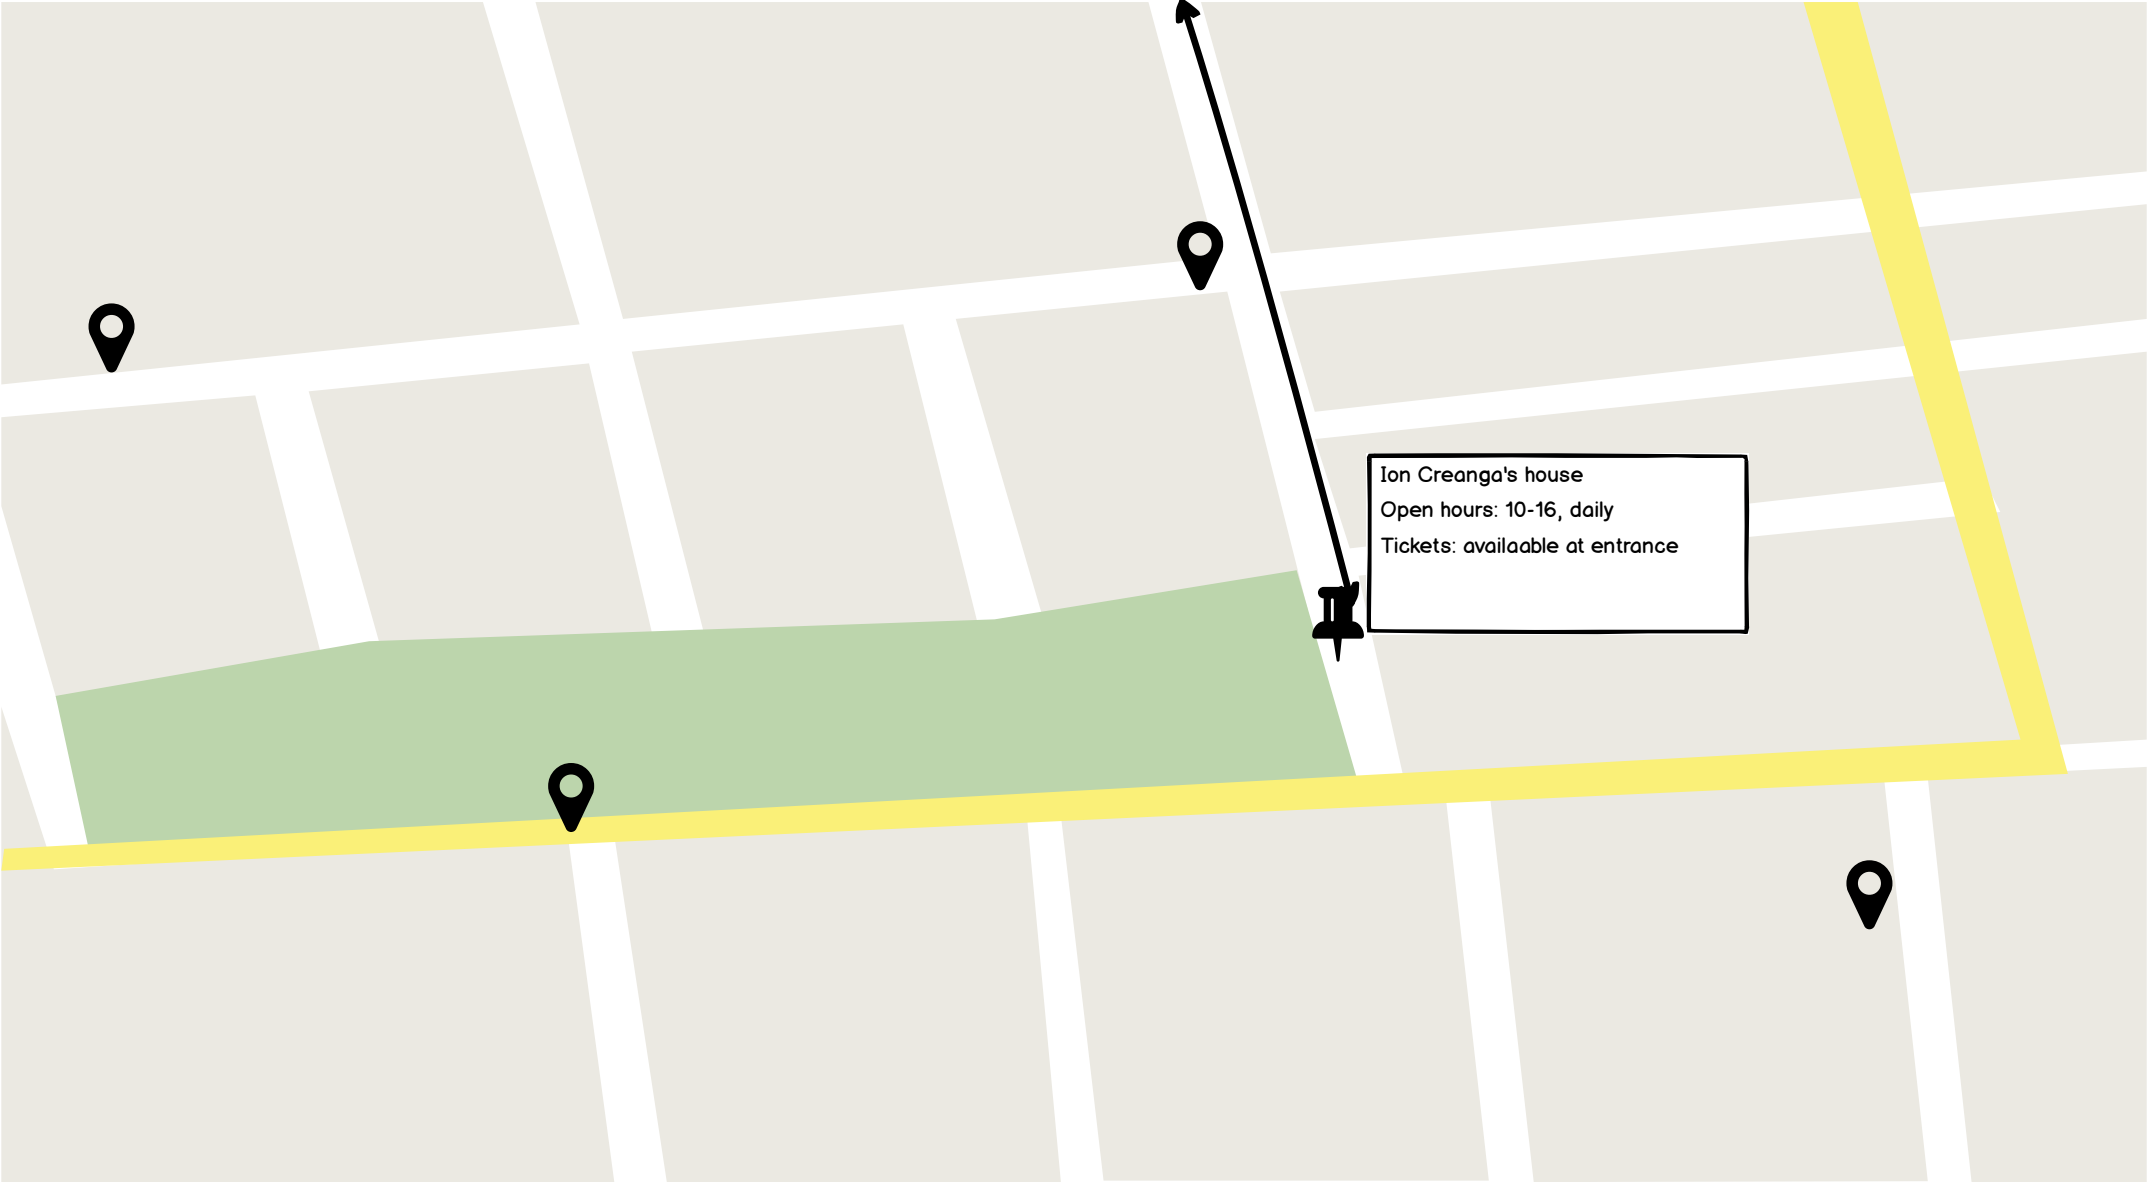 Ion Creanga's house
Open hours: 10-16, daily
Tickets: availaable at entrance